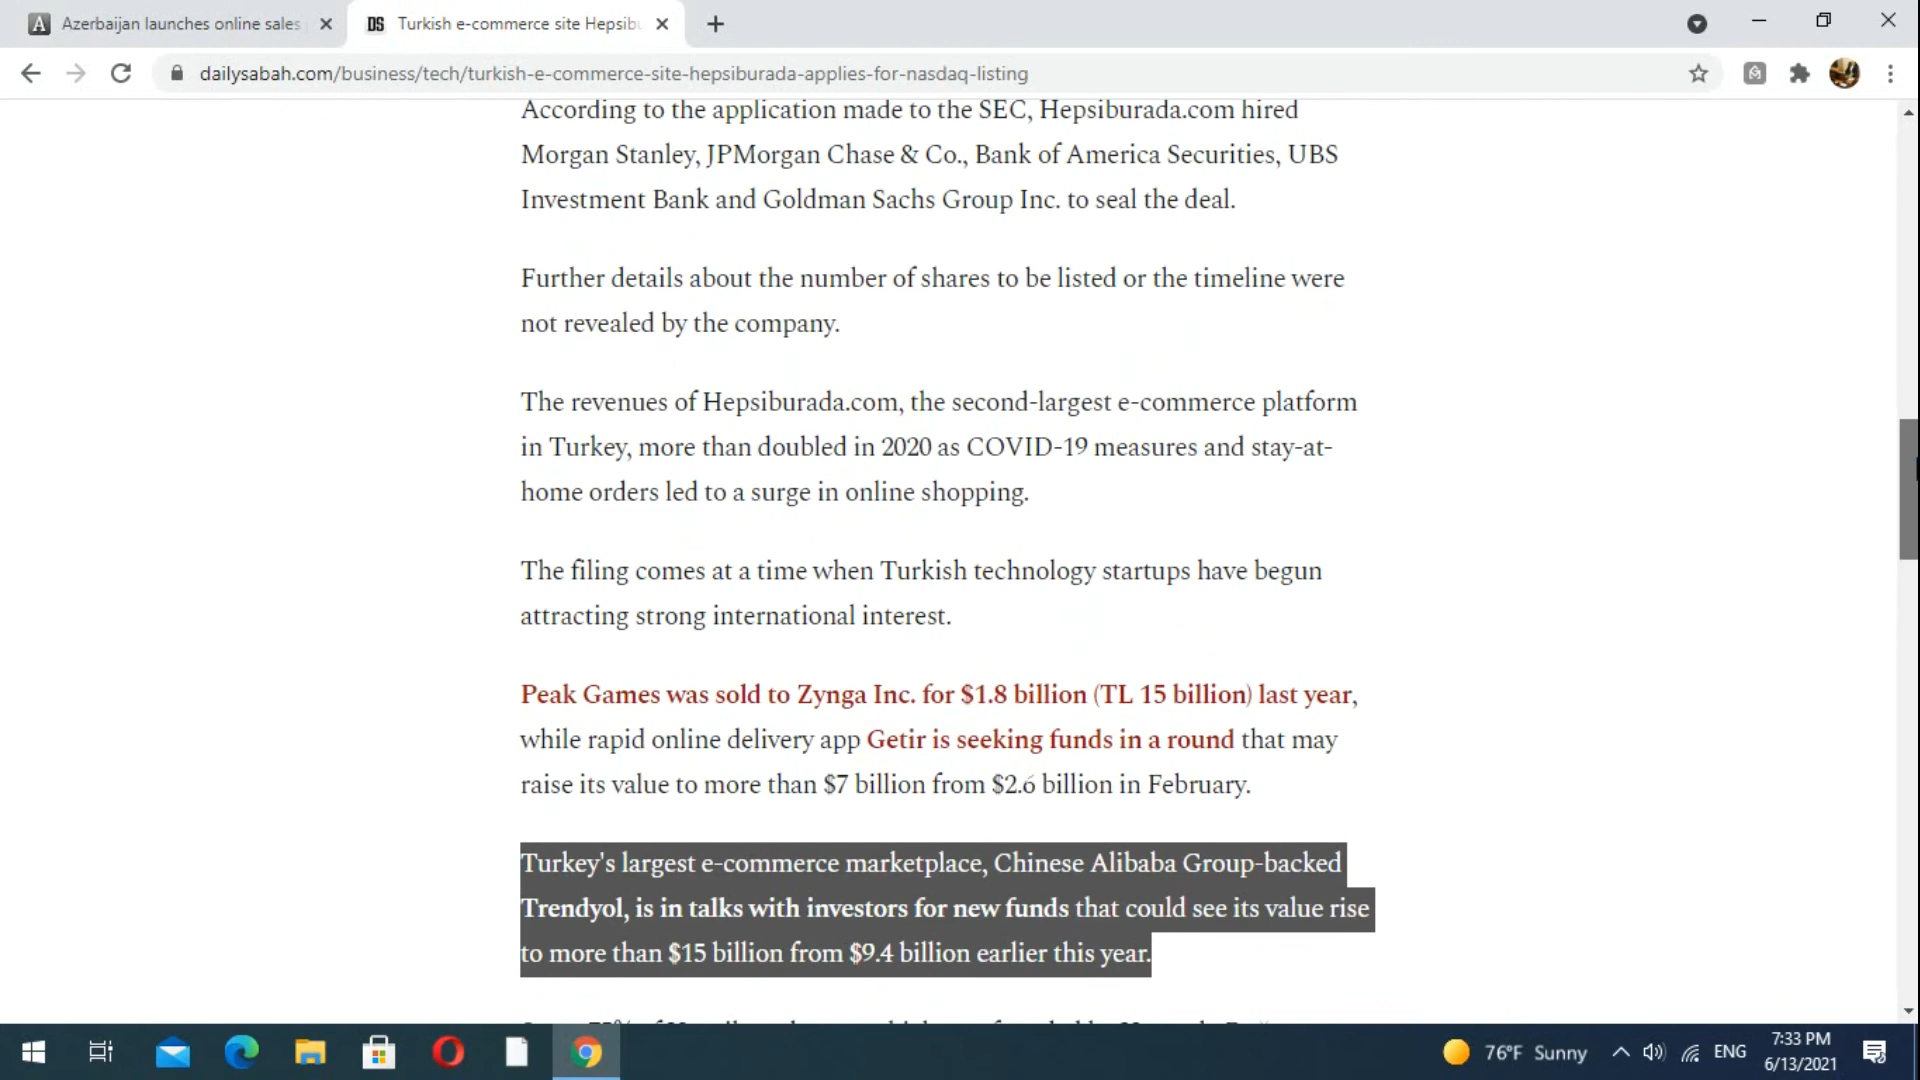 Azerbaijan launches online sales
DS Turkish e-commerce site Hepsibu
dailysabah.com/business/tech/turkish-e-commerce-site-hepsiburada-applies-for-nasdaq-listing
According to the application made to the SEC, Hepsiburada.com hired
Morgan Stanley, JPMorgan Chase & Co., Bank of America Securities, UBS
Investment Bank and Goldman Sachs Group Inc. to seal the deal.
Further details about the number of shares to be listed or the timeline were
not revealed by the company.
The revenues of Hepsiburada.com, the second-largest e-commerce platform
in Turkey, more than doubled in 2020 as COVID-19 measures and stay-at-
home orders led to a surge in online shopping.
The filing comes at a time when Turkish technology startups have begun
attracting strong international interest.
Peak Games was sold to Zynga Inc. for $1.8 billion (TL 15 billion) last year,
while rapid online delivery app Getir is seeking funds in a round that may
raise its value to more than $7 billion from $2.6 billion in February.
Turkey's largest e-commerce marketplace, Chinese Alibaba Group-backed
Trendyol, is in talks with investors for new funds that could see its value rise
to more than $15 billion from $9.4 billion earlier this year.
76°F Sunny
ENG
7:33 PM
6/13/2021